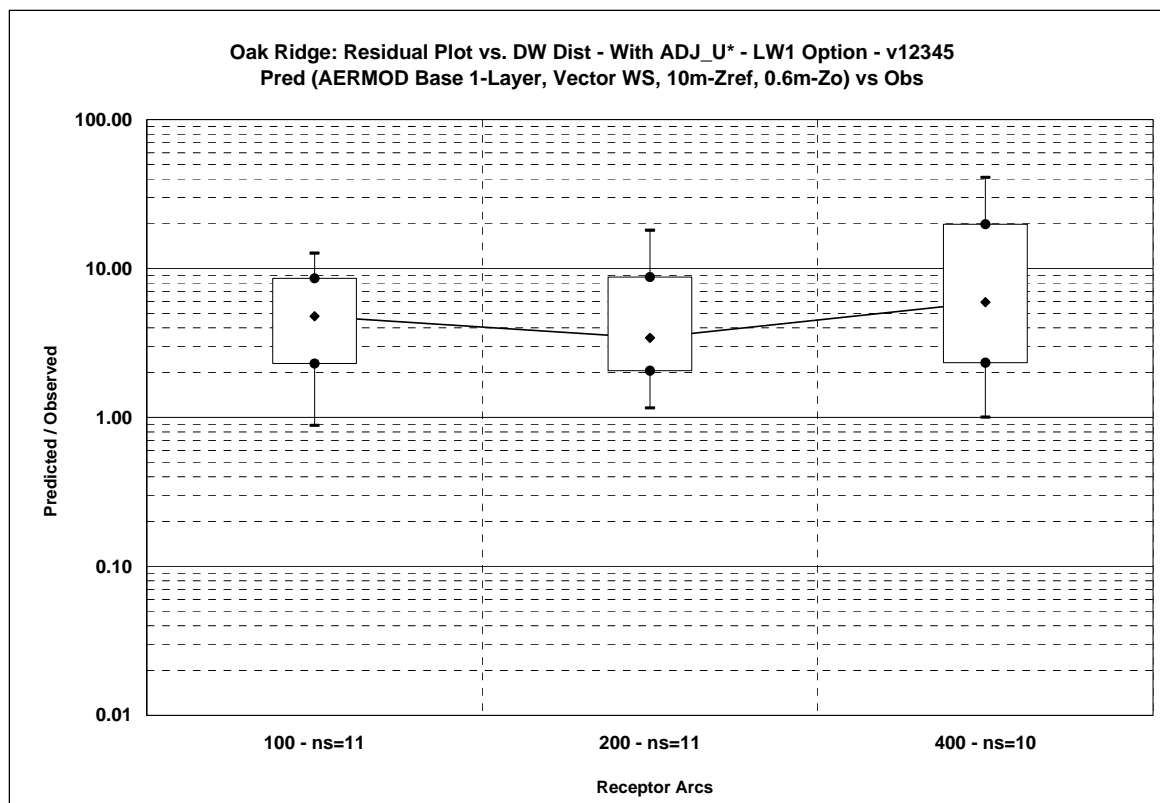 Oak Ridge: Residual Plot vs. DW Dist - With ADJ_U* - LW1 Option - v12345
Pred (AERMOD Base 1-Layer, Vector WS, 10m-Zref, 0.6m-Zo) vs Obs
100.00
10.00
1.00
0.10
0.01
Predicted / Observed
100 - ns=11
200 - ns=11
400 - ns=10
Receptor Arcs